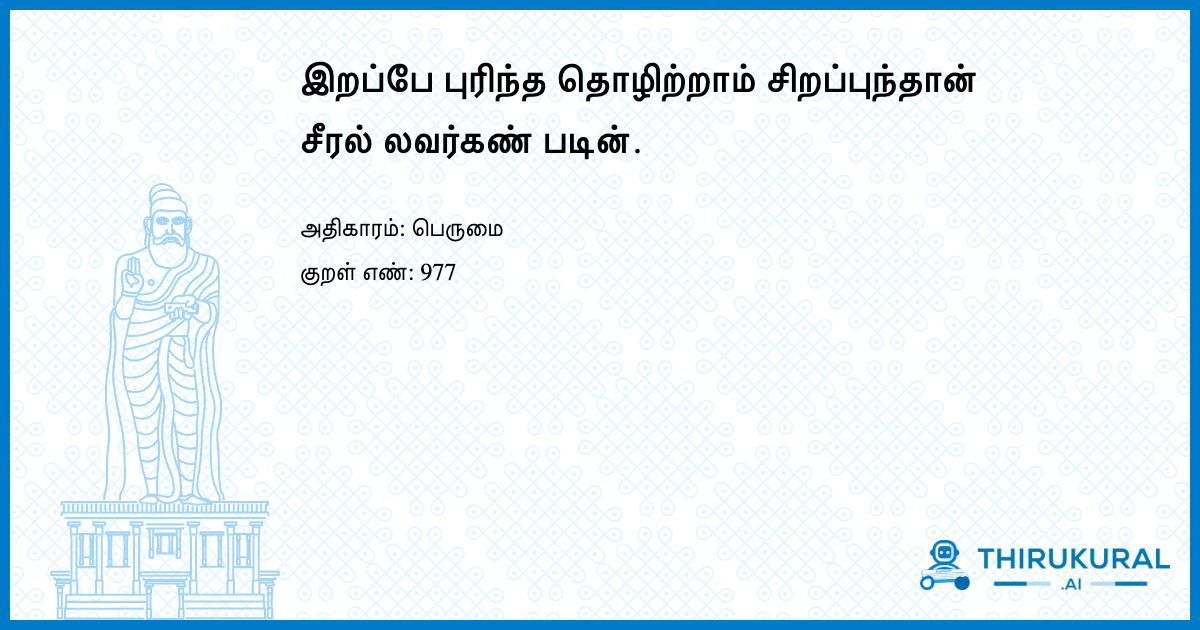 இறப்பே புரிந்த தொழிற்றாம் சிறப்புந்தான்
சீரல் லவர்கண் படின்.
அதிகாரம்: பெருமை
குறள் எண்: 977
THIRUKURAL
.AI